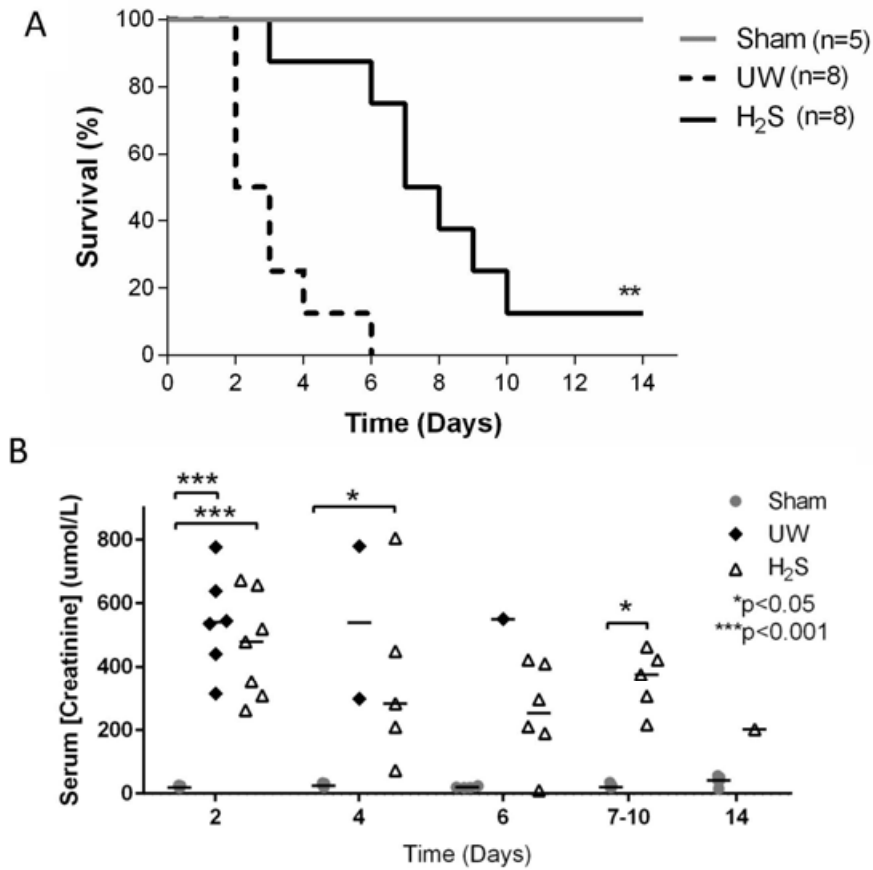 A
Survival (%)
100
80
60
40
20
0
0 2 4 6 8 10 12 14
Time (Days)
**
Sham (n=5)
UW (n=8)
H₂S (n=8)
B
Serum [Creatinine] (umol/L)
800
600
400
200
0
***
***
*
*
2 4 6 7-10 14
Time (Days)
Sham
UW
H₂S
*p<0.05
***p<0.001